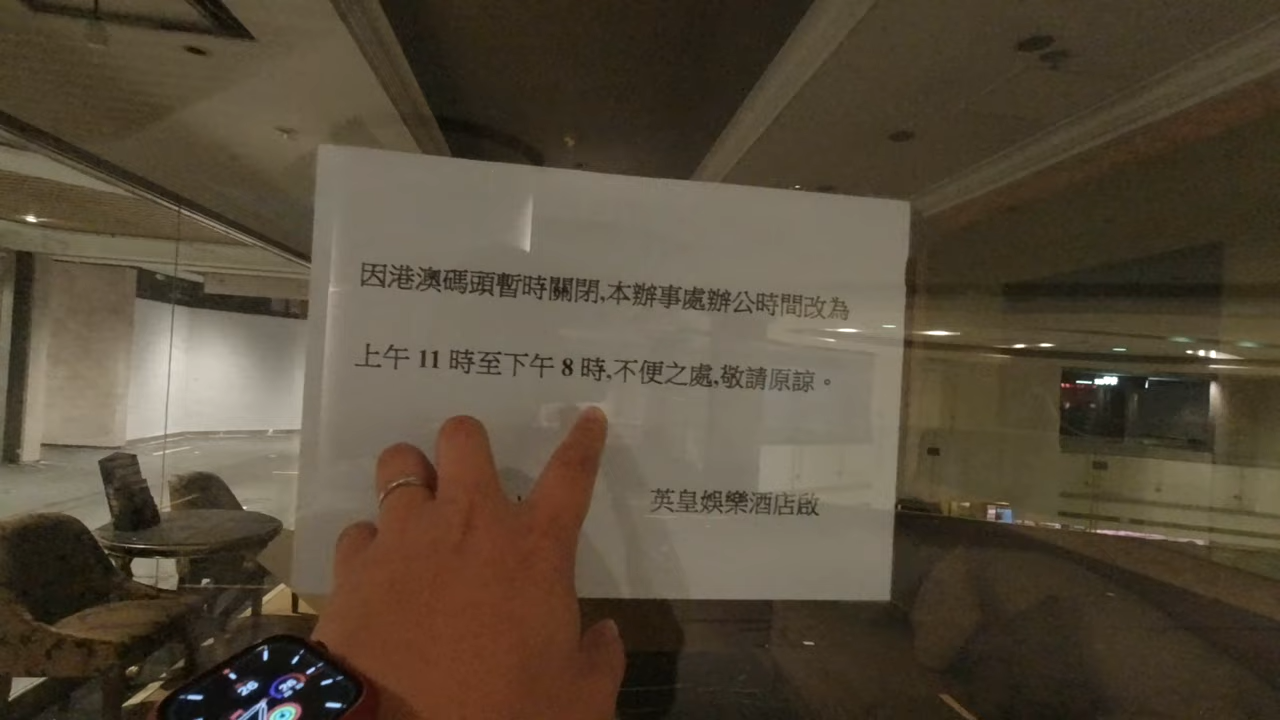 因港澳碼頭暫時關閉,本辦事處辦公時間改為
上午 11 時至下午 8 時,不便之處,敬請原諒。
英皇娛樂酒店啟